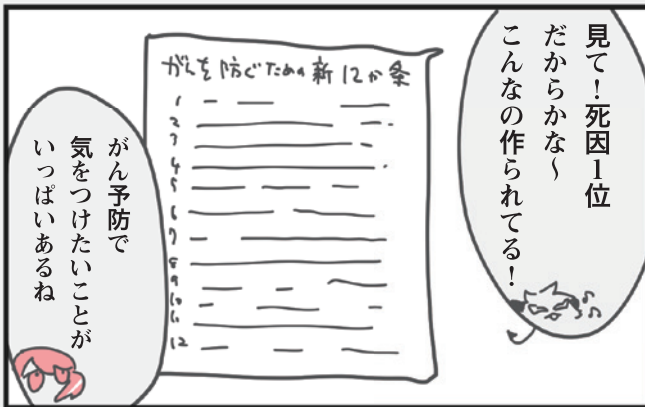 見て！死因1位
だからかな～
こんなの作られてる！
がんを防ぐための新12か条
1
2
3
4
5
6
7
8
9
10
11
12
がん予防で
気をつけたいことが
いっぱいあるね